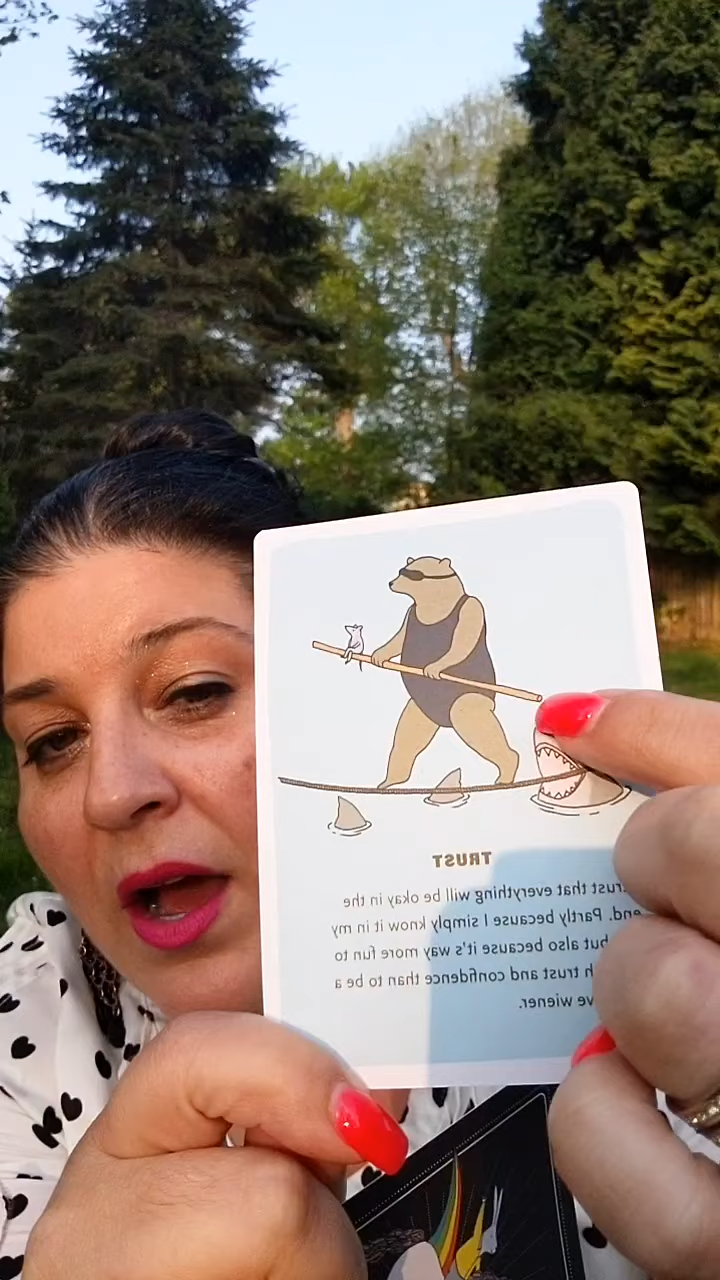 TRUST
trust that everything will be okay in the
end. Partly because I simply know it in my
but also because it's way more fun to
trust and confidence than to be a
wiener.